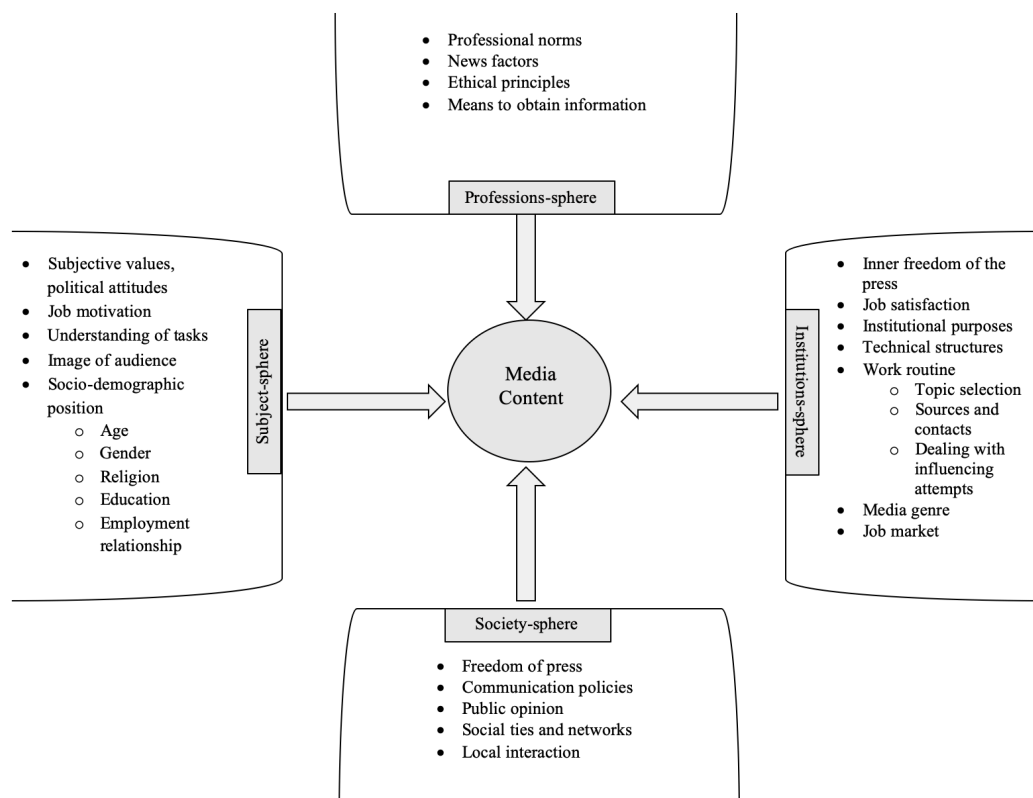 • Professional norms
• News factors
• Ethical principles
• Means to obtain information
Professions-sphere
• Subjective values,
political attitudes
• Job motivation
• Understanding of tasks
• Image of audience
• Socio-demographic
position
o Age
o Gender
o Religion
o Education
o Employment
relationship
Subject-sphere
Media
Content
Institutions-sphere
• Inner freedom of the
press
• Job satisfaction
• Institutional purposes
• Technical structures
• Work routine
o Topic selection
o Sources and
contacts
o Dealing with
influencing
attempts
• Media genre
• Job market
Society-sphere
• Freedom of press
• Communication policies
• Public opinion
• Social ties and networks
• Local interaction